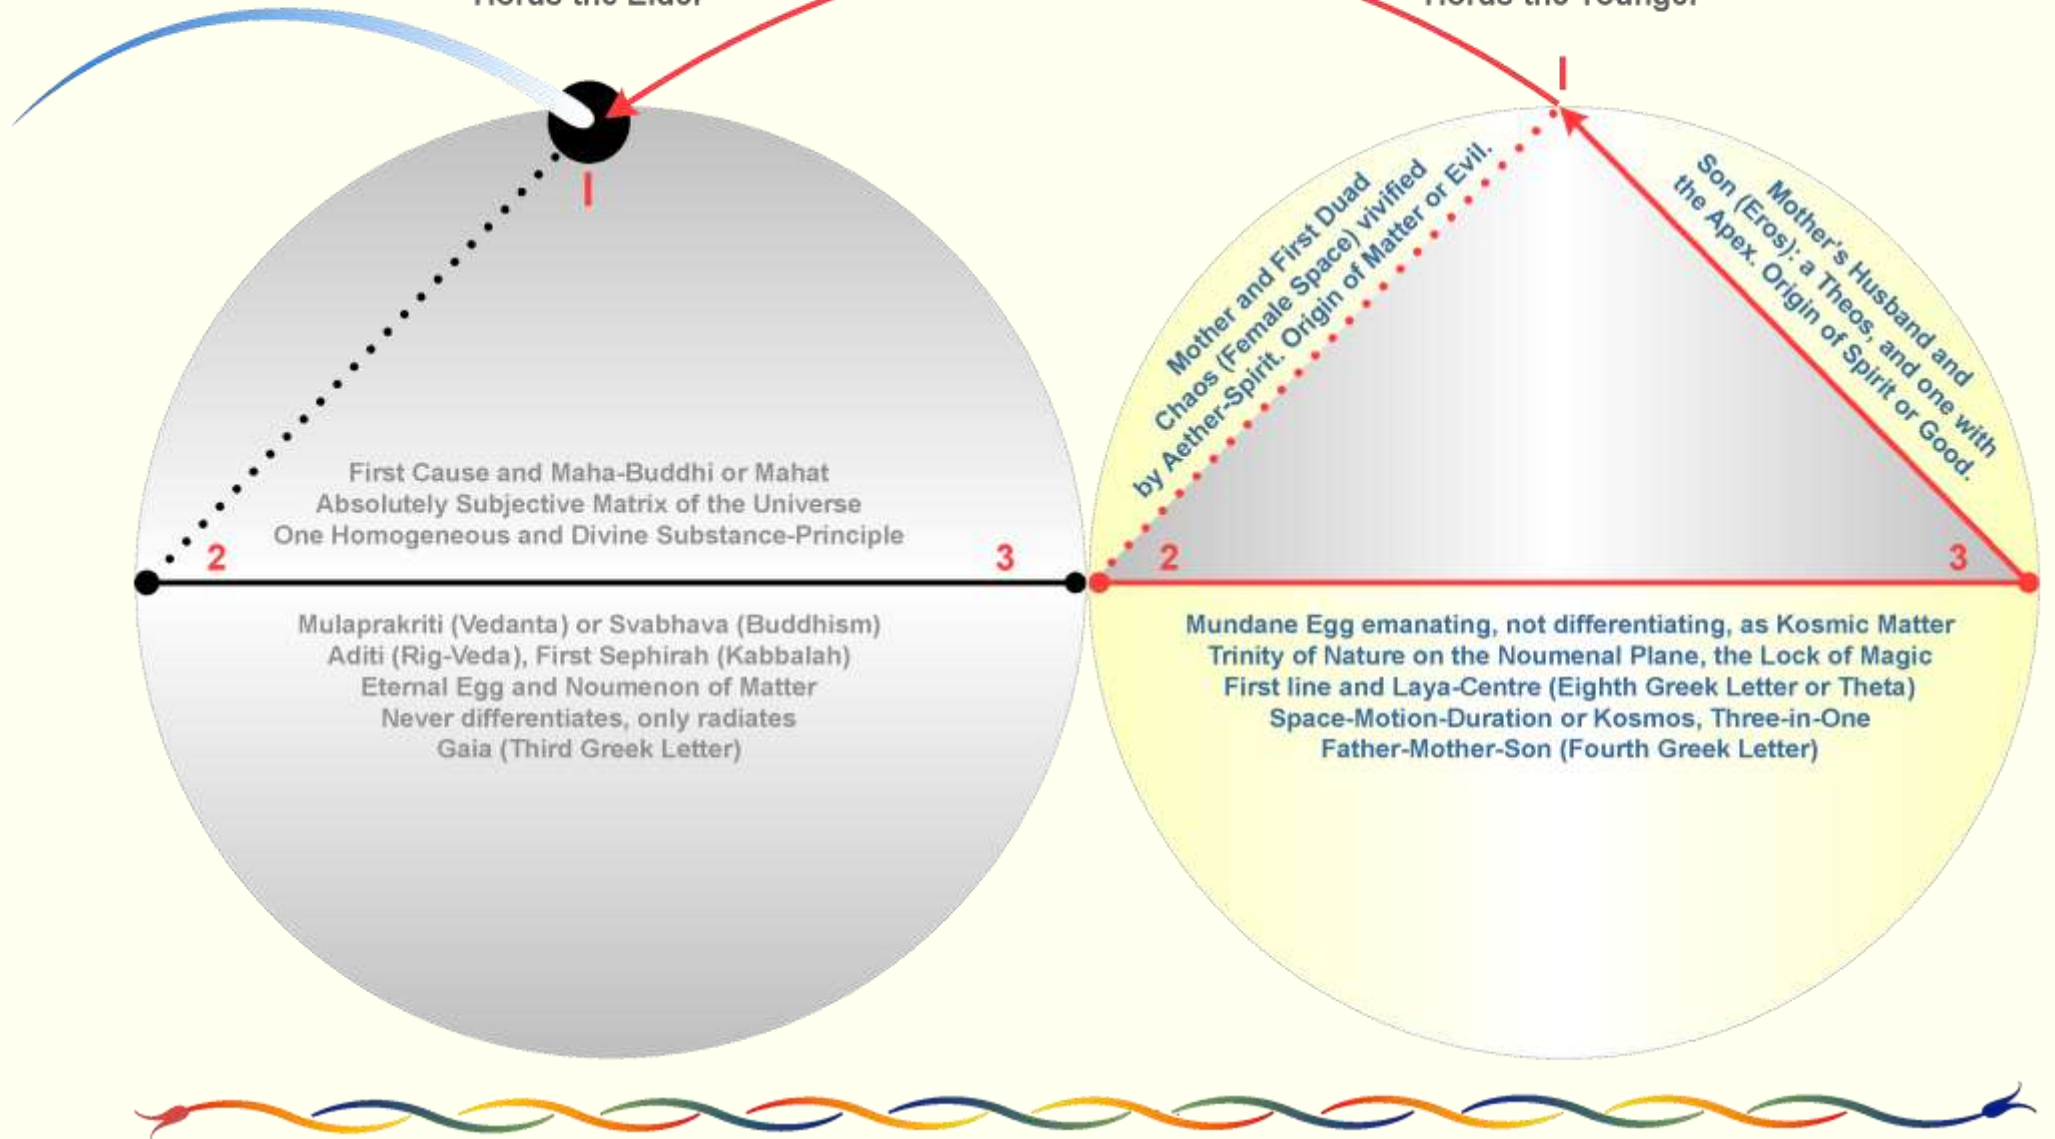 Horus the Elder
Horus the Younger
I
I
First Cause and Maha-Buddhi or Mahat
Absolutely Subjective Matrix of the Universe
One Homogeneous and Divine Substance-Principle
2
3
Mulaprakriti (Vedanta) or Svabhava (Buddhism)
Aditi (Rig-Veda), First Sephirah (Kabbalah)
Eternal Egg and Noumenon of Matter
Never differentiates, only radiates
Gaia (Third Greek Letter)
Mother and First Duad
Chaos (Female Space) vivified
by Aether-Spirit. Origin of Matter or Evil.
Mother's Husband and
Son (Eros): a Theos, and one with
the Apex. Origin of Spirit or Good.
2
3
Mundane Egg emanating, not differentiating, as Kosmic Matter
Trinity of Nature on the Noumenal Plane, the Lock of Magic
First line and Laya-Centre (Eighth Greek Letter or Theta)
Space-Motion-Duration or Kosmos, Three-in-One
Father-Mother-Son (Fourth Greek Letter)